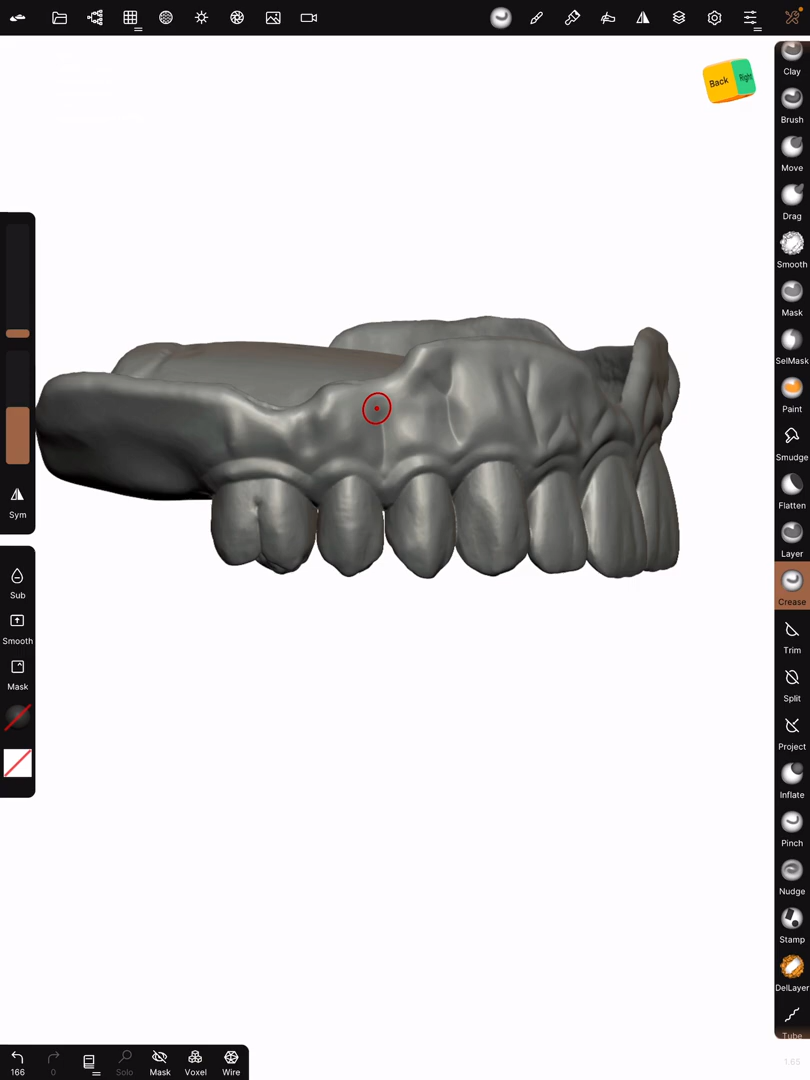 Back
Right
Clay
Brush
Move
Drag
Smooth
Mask
SelMask
Paint
Smudge
Flatten
Layer
Crease
Trim
Split
Project
Inflate
Pinch
Nudge
Stamp
DelLayer
Tube
Sym
Sub
Smooth
Mask
166
0
Solo
Mask
Voxel
Wire
1.65